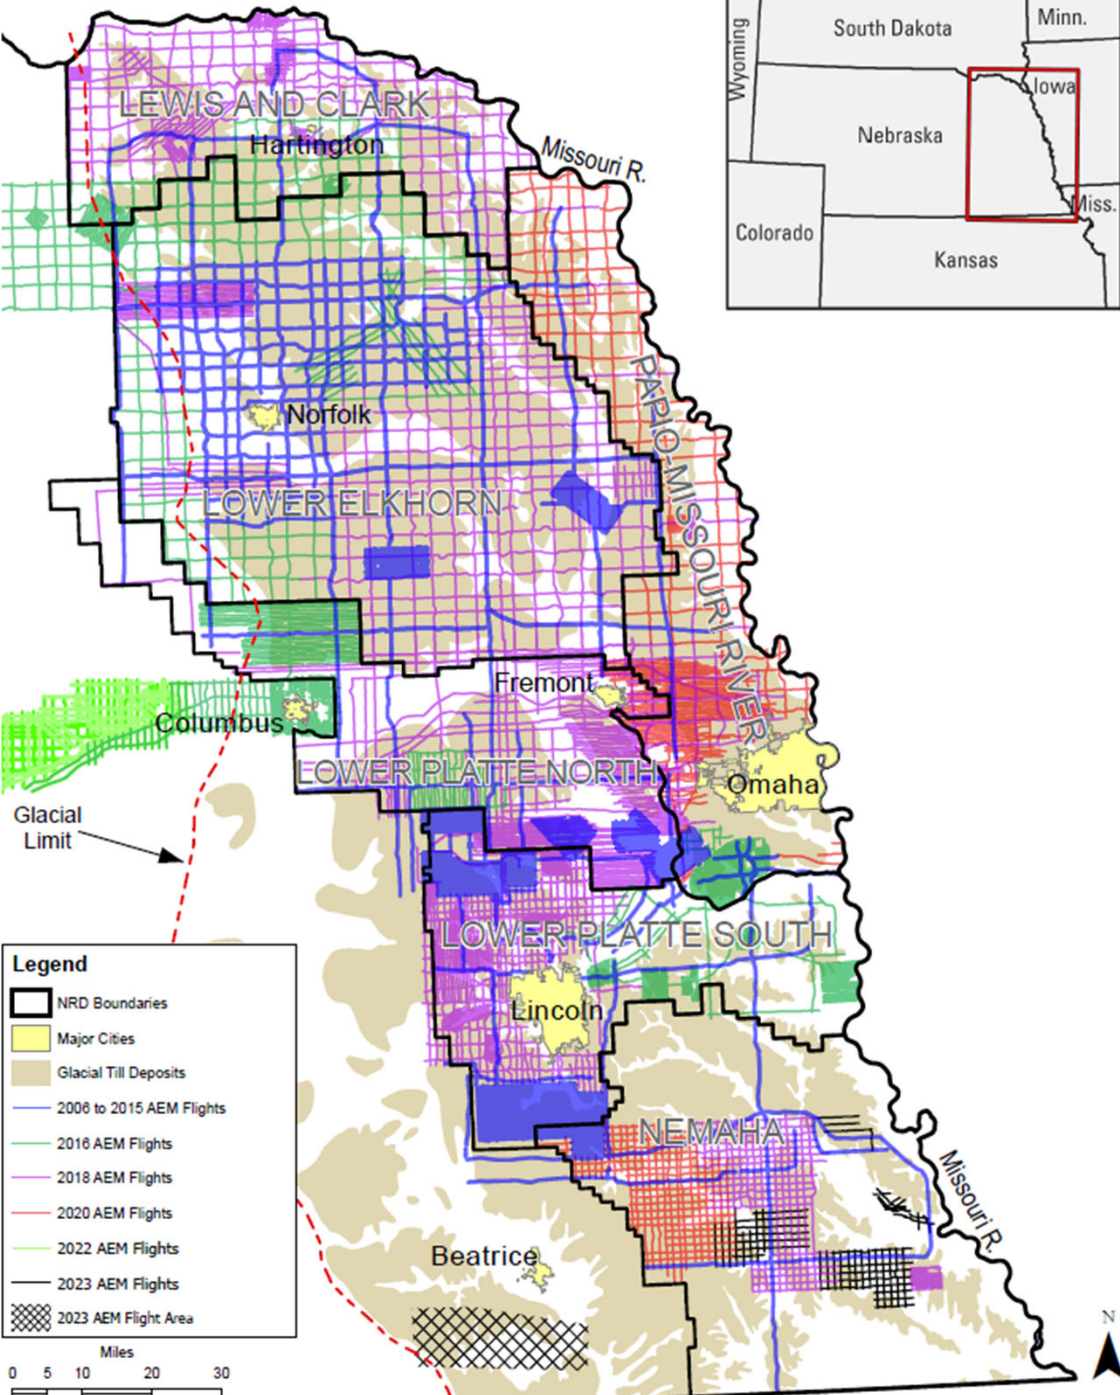 South Dakota
Minn.
Wyoming
Iowa
Nebraska
Miss.
Colorado
Kansas
LEWIS AND CLARK
Hartington
Missouri R.
PAPIO-MISSOURI RIVER
Norfolk
LOWER ELKHORN
Fremont
Columbus
LOWER PLATTE NORTH
Omaha
Glacial
Limit
LOWER PLATTE SOUTH
Lincoln
NEMAHA
Missouri R.
Beatrice
Legend
NRD Boundaries
Major Cities
Glacial Till Deposits
2006 to 2015 AEM Flights
2016 AEM Flights
2018 AEM Flights
2020 AEM Flights
2022 AEM Flights
2023 AEM Flights
2023 AEM Flight Area
Miles
0 5 10 20 30
N